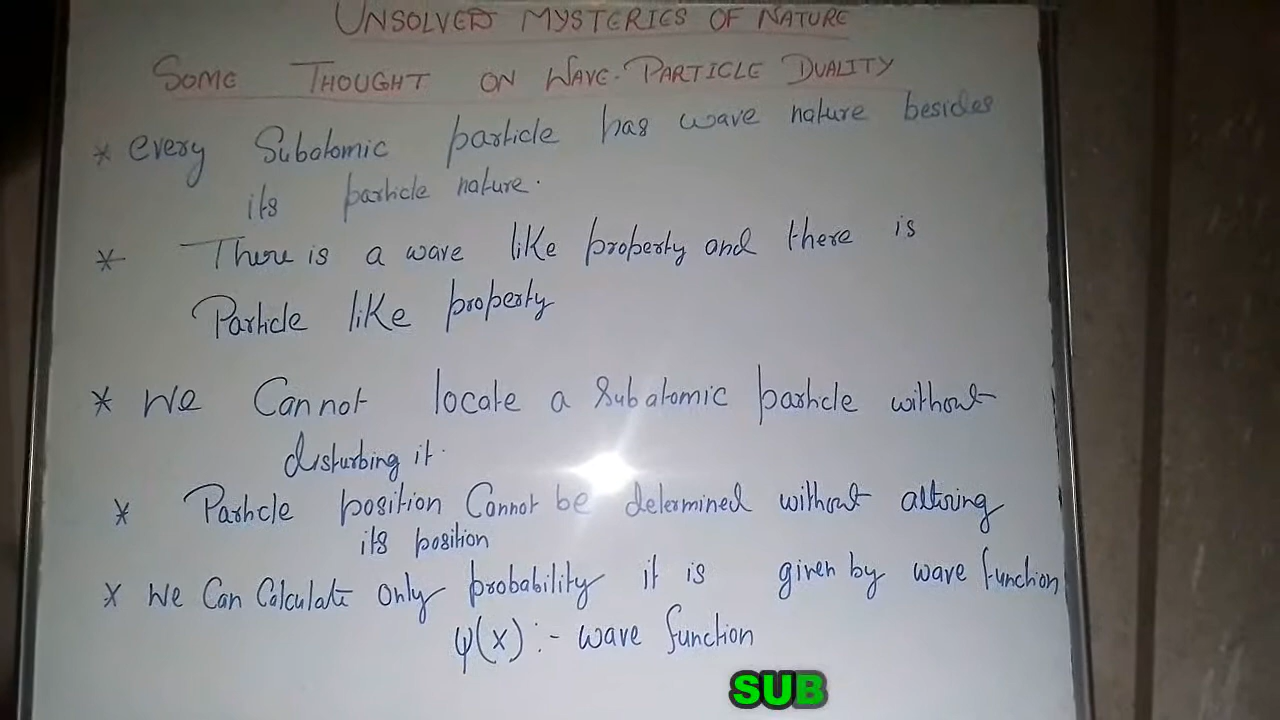 UNSOLVED MYSTERIES OF NATURE
SOME THOUGHT ON WAVE-PARTICLE DUALITY
* every Subatomic particle has wave nature besides
its particle nature.
* There is a wave like property and there is
Particle like property
* We Cannot locate a Subatomic particle without
disturbing it.
* Particle position Cannot be determined without altering
its position
* We Can Calculate only probability it is given by wave function
ψ(x) :- wave function
SUB